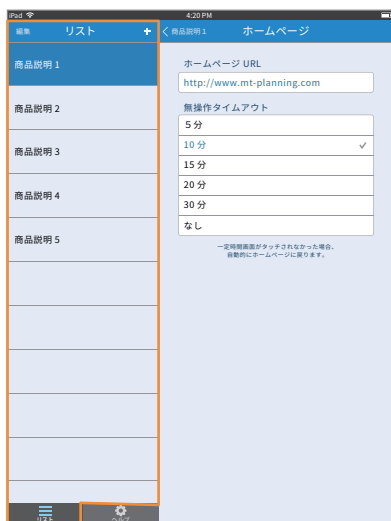 iPad 4:20 PM
編集 リスト +
商品説明 1
商品説明 2
商品説明 3
商品説明 4
商品説明 5
リスト ヘルプ
< 商品説明 1 ホームページ
ホームページ URL
http://www.mt-planning.com
無操作タイムアウト
5 分
10 分
15 分
20 分
30 分
なし
一定時間画面がタッチされなかった場合、
自動的にホームページに戻ります。